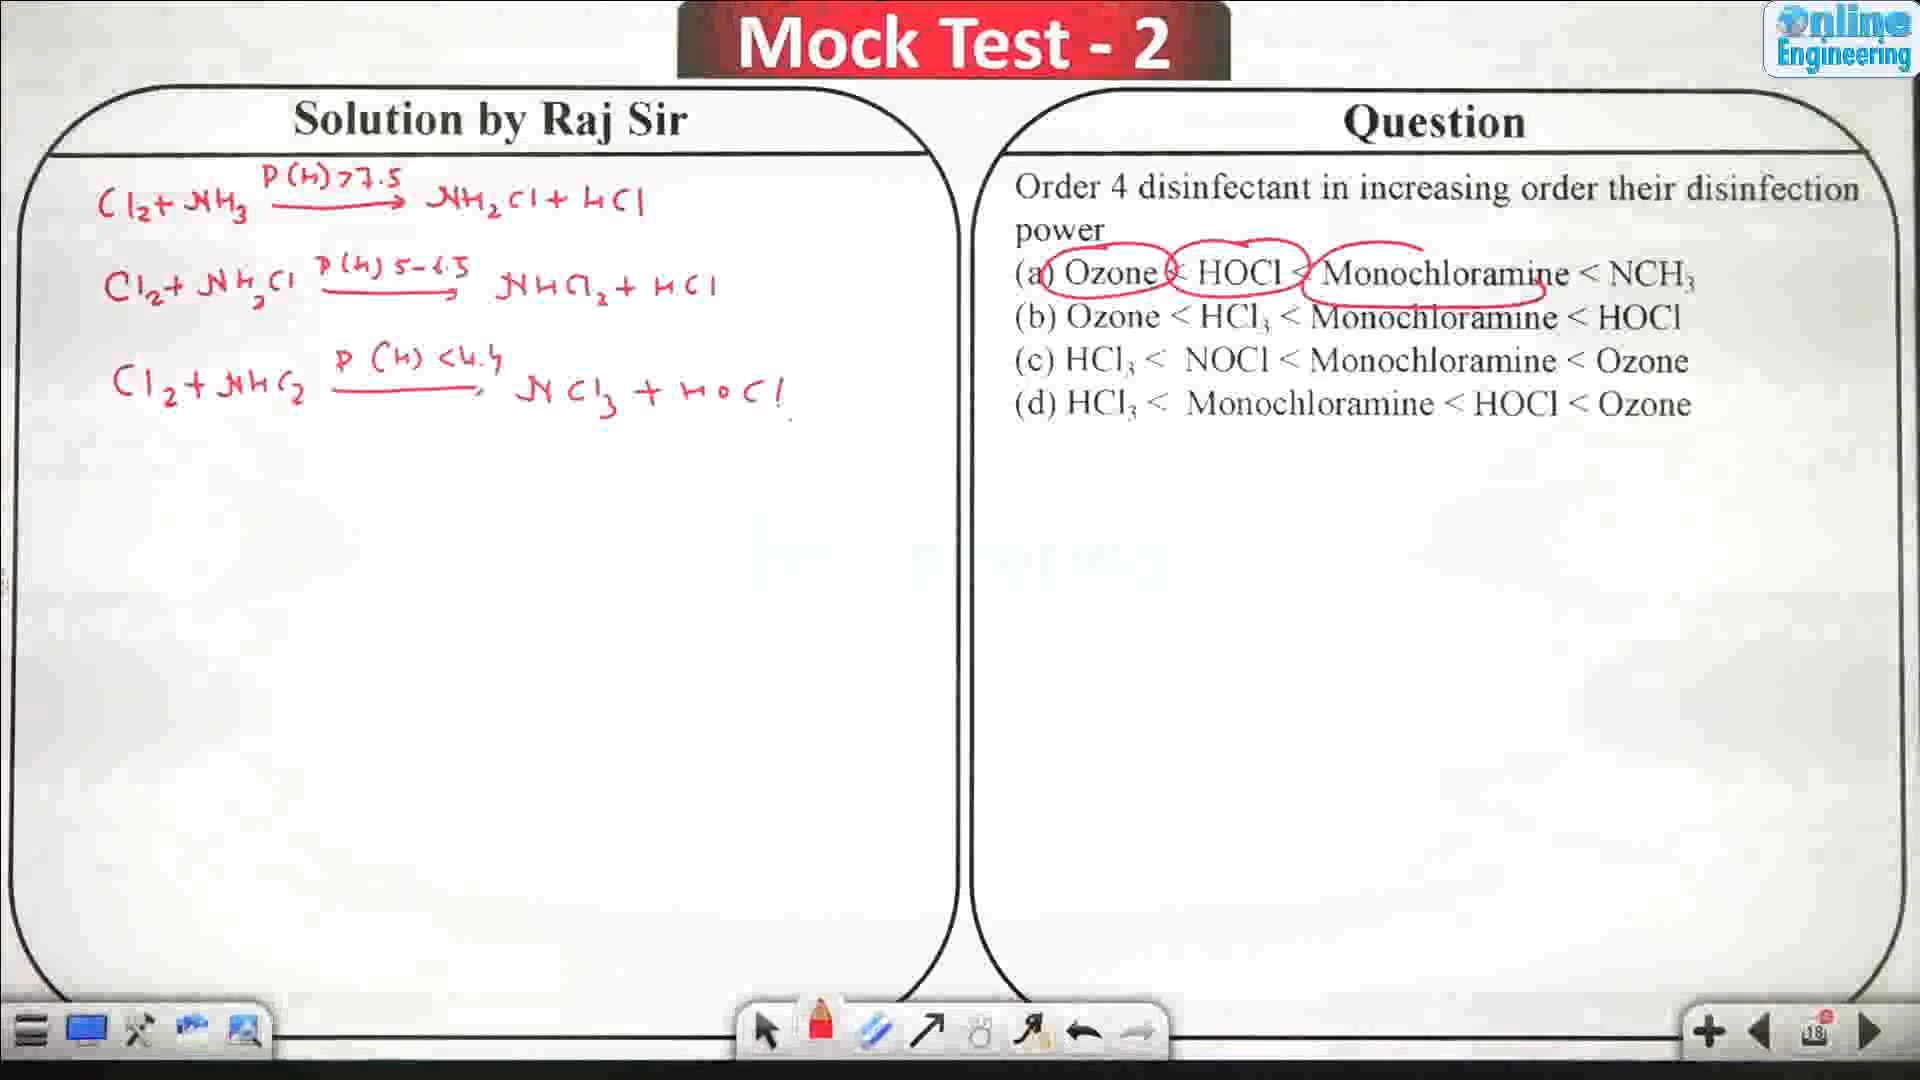 Mock Test - 2
Online
Engineering
Solution by Raj Sir
Cl₂ + NH₃ P(H) > 7.5 → NH₂Cl + HCl
Cl₂ + NH₂Cl P(H) 5-6.5 → NHCl₂ + HCl
Cl₂ + NHCl₂ P(H) < 4.4 → NCl₃ + HOCl
Question
Order 4 disinfectant in increasing order their disinfection
power
(a) Ozone < HOCl < Monochloramine < NCH₃
(b) Ozone < HCl₃ < Monochloramine < HOCl
(c) HCl₃ < NOCl < Monochloramine < Ozone
(d) HCl₃ < Monochloramine < HOCl < Ozone
18